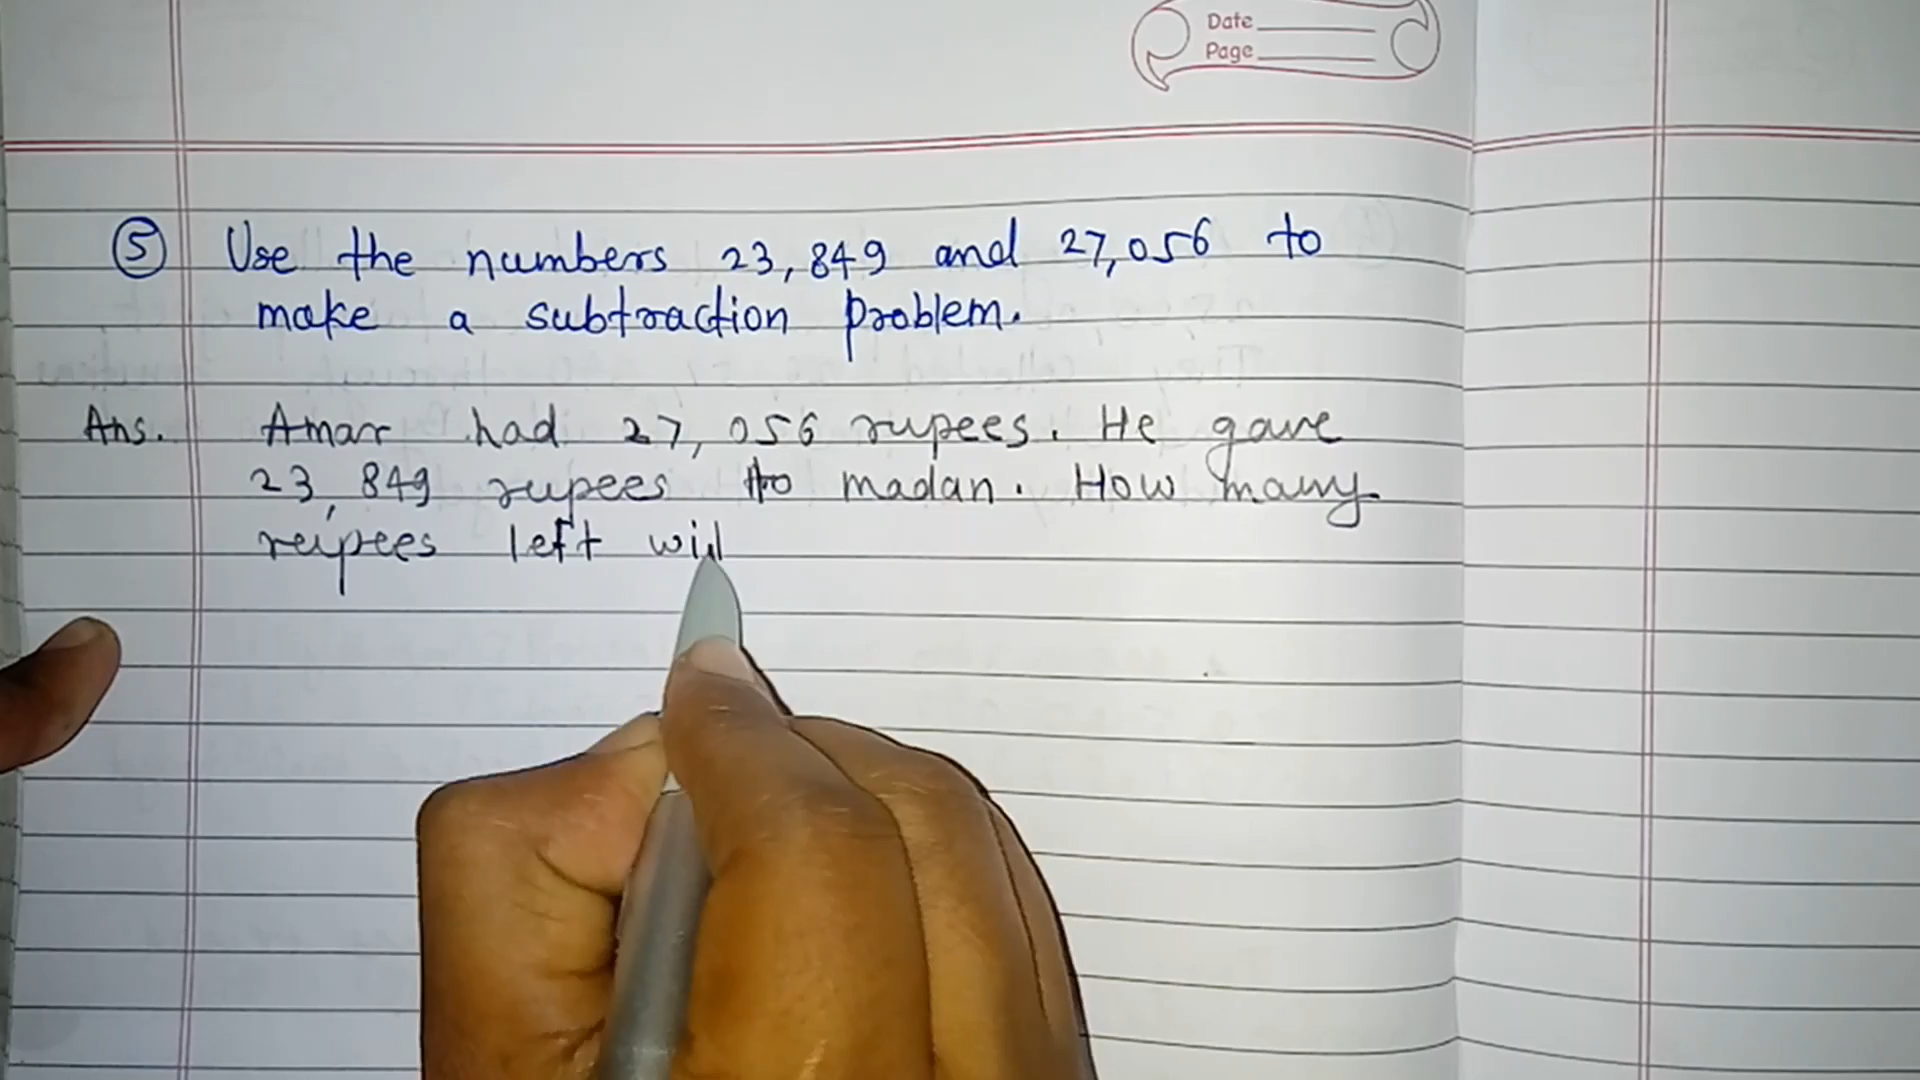 Date
Page
5 Use the numbers 23,849 and 27,056 to
make a subtraction problem.
Ans. Amar had 27,056 rupees. He gave
23,849 rupees to madan. How many
rupees left wil